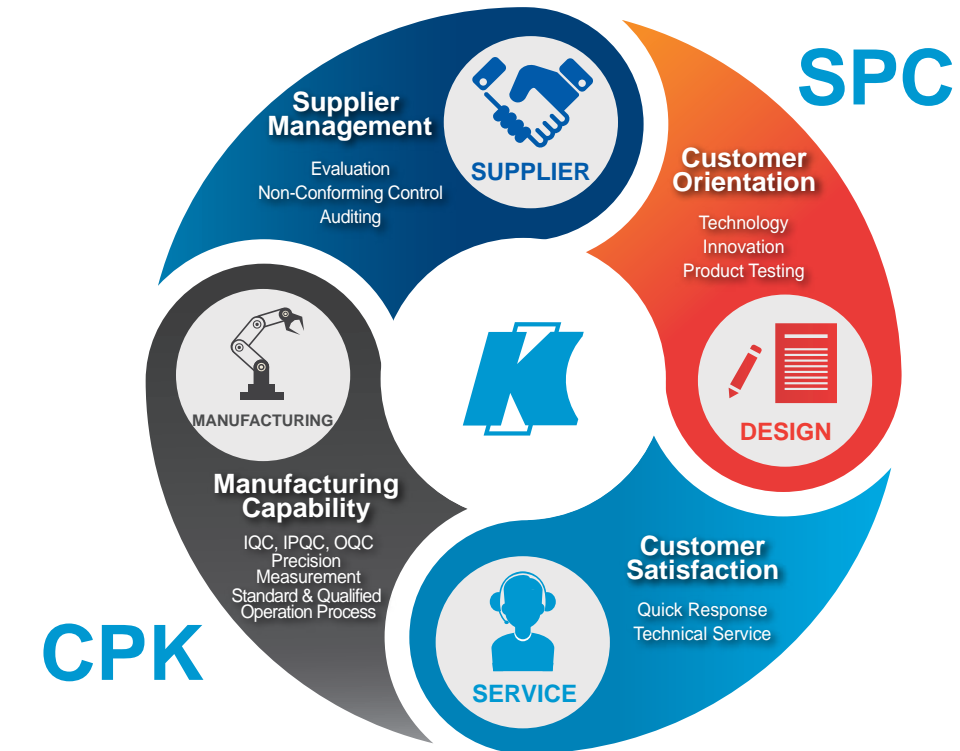 SPC
Supplier
Management
Evaluation
Non-Conforming Control
Auditing
SUPPLIER
Customer
Orientation
Technology
Innovation
Product Testing
DESIGN
MANUFACTURING
Manufacturing
Capability
IQC, IPQC, OQC
Precision
Measurement
Standard & Qualified
Operation Process
K
Customer
Satisfaction
Quick Response
Technical Service
SERVICE
CPK